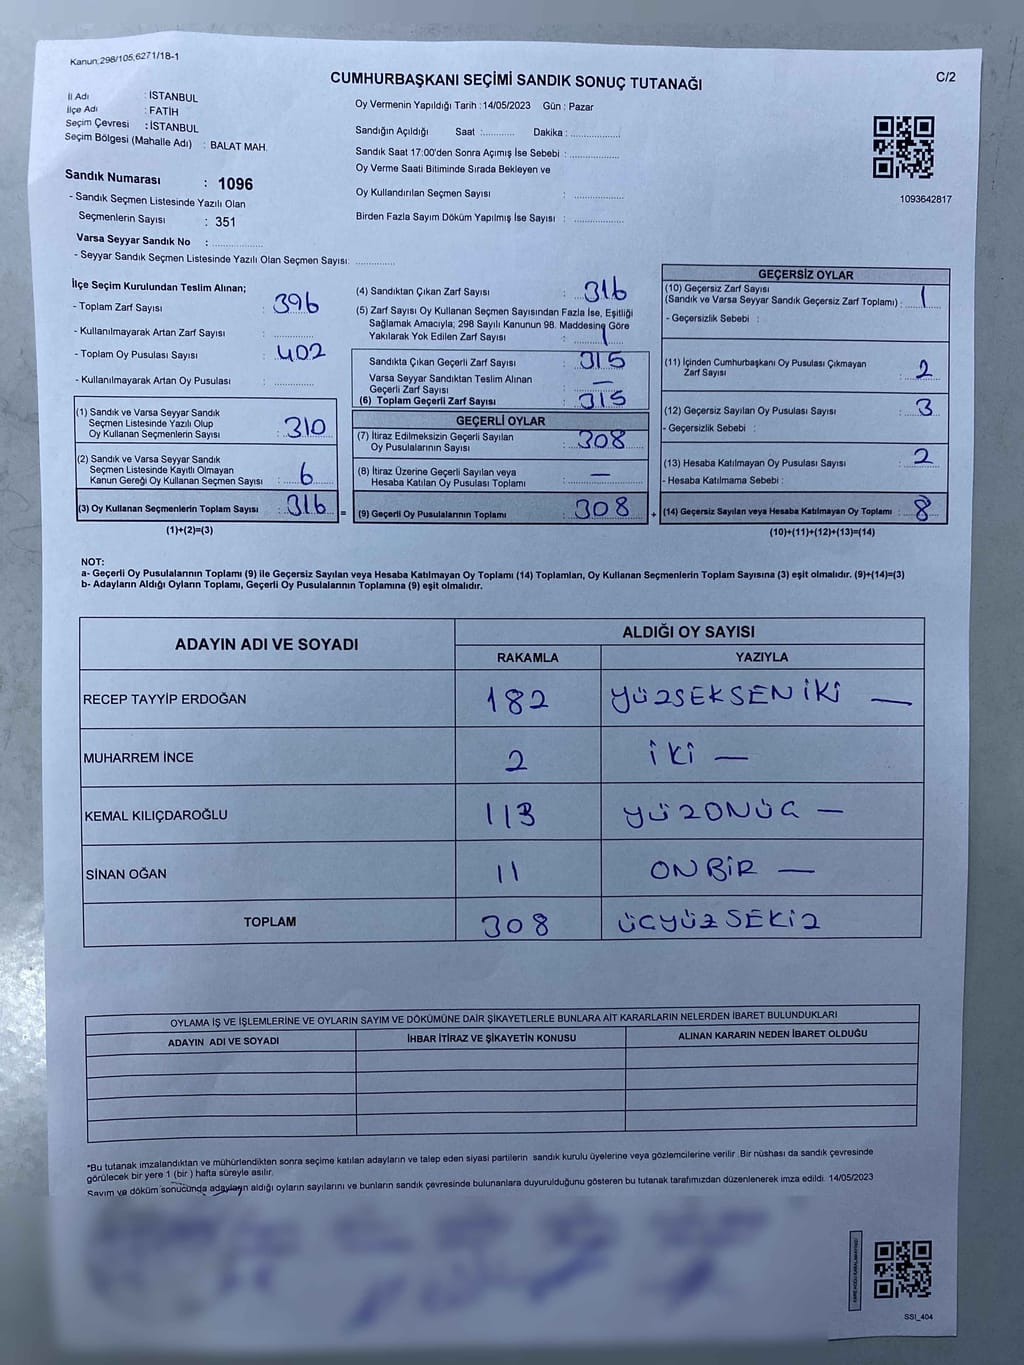 Kanun:298/105,6271/18-1
CUMHURBAŞKANI SEÇİMİ SANDIK SONUÇ TUTANAĞI
C/2
İl Adı : İSTANBUL
İlçe Adı : FATİH
Seçim Çevresi : İSTANBUL
Seçim Bölgesi (Mahalle Adı) : BALAT MAH.
Sandık Numarası : 1096
- Sandık Seçmen Listesinde Yazılı Olan
Seçmenlerin Sayısı : 351
Varsa Seyyar Sandık No : ................
- Seyyar Sandık Seçmen Listesinde Yazılı Olan Seçmen Sayısı: .............
Oy Vermenin Yapıldığı Tarih : 14/05/2023 Gün : Pazar
Sandığın Açıldığı Saat :........... Dakika : ................
Sandık Saat 17:00'den Sonra Açımış İse Sebebi : ................
Oy Verme Saati Bitiminde Sırada Bekleyen ve
Oy Kullandırılan Seçmen Sayısı : ................
Birden Fazla Sayım Döküm Yapılmış İse Sayısı : ................
1093642817
İlçe Seçim Kurulundan Teslim Alınan;
- Toplam Zarf Sayısı : 396
- Kullanılmayarak Artan Zarf Sayısı : .............
- Toplam Oy Pusulası Sayısı : 402
- Kullanılmayarak Artan Oy Pusulası : .............
(1) Sandık ve Varsa Seyyar Sandık
Seçmen Listesinde Yazılı Olup
Oy Kullanan Seçmenlerin Sayısı : 310
(2) Sandık ve Varsa Seyyar Sandık
Seçmen Listesinde Kayıtlı Olmayan
Kanun Gereği Oy Kullanan Seçmen Sayısı : 6
(3) Oy Kullanan Seçmenlerin Toplam Sayısı : 316
(1)+(2)=(3)
=
(4) Sandıktan Çıkan Zarf Sayısı : 316
(5) Zarf Sayısı Oy Kullanan Seçmen Sayısından Fazla İse, Eşitliği
Sağlamak Amacıyla; 298 Sayılı Kanunun 98. Maddesine Göre
Yakılarak Yok Edilen Zarf Sayısı : 1
Sandıkta Çıkan Geçerli Zarf Sayısı : 315
Varsa Seyyar Sandıktan Teslim Alınan
Geçerli Zarf Sayısı : —
(6) Toplam Geçerli Zarf Sayısı : 315
GEÇERLİ OYLAR
(7) İtiraz Edilmeksizin Geçerli Sayılan
Oy Pusulalarının Sayısı : 308
(8) İtiraz Üzerine Geçerli Sayılan veya
Hesaba Katılan Oy Pusulası Toplamı : —
(9) Geçerli Oy Pusulalarının Toplamı : 308
+
GEÇERSİZ OYLAR
(10) Geçersiz Zarf Sayısı
(Sandık ve Varsa Seyyar Sandık Geçersiz Zarf Toplamı) : 1
- Geçersizlik Sebebi :
(11) İçinden Cumhurbaşkanı Oy Pusulası Çıkmayan
Zarf Sayısı : 2
(12) Geçersiz Sayılan Oy Pusulası Sayısı : 3
- Geçersizlik Sebebi :
(13) Hesaba Katılmayan Oy Pusulası Sayısı : 2
- Hesaba Katılmama Sebebi :
(14) Geçersiz Sayılan veya Hesaba Katılmayan Oy Toplamı : 8
(10)+(11)+(12)+(13)=(14)
NOT:
a- Geçerli Oy Pusulalarının Toplamı (9) ile Geçersiz Sayılan veya Hesaba Katılmayan Oy Toplamı (14) Toplamları, Oy Kullanan Seçmenlerin Toplam Sayısına (3) eşit olmalıdır. (9)+(14)=(3)
b- Adayların Aldığı Oyların Toplamı, Geçerli Oy Pusulalarının Toplamına (9) eşit olmalıdır.
ADAYIN ADI VE SOYADI ALDIĞI OY SAYISI
RAKAMLA YAZIYLA
RECEP TAYYİP ERDOĞAN 182 YÜZSEKSEN İKİ —
MUHARREM İNCE 2 İKİ —
KEMAL KILIÇDAROĞLU 113 YÜZONÜÇ —
SİNAN OĞAN 11 ONBİR —
TOPLAM 308 ÜÇYÜZ SEKİZ
OYLAMA İŞ VE İŞLEMLERİNE VE OYLARIN SAYIM VE DÖKÜMÜNE DAİR ŞİKAYETLERLE BUNLARA AİT KARARLARIN NELERDEN İBARET BULUNDUKLARI
ADAYIN ADI VE SOYADI İHBAR İTİRAZ VE ŞİKAYETİN KONUSU ALINAN KARARIN NEDEN İBARET OLDUĞU
*Bu tutanak imzalandıktan ve mühürlendikten sonra seçime katılan adayların ve talep eden siyasi partilerin sandık kurulu üyelerine veya gözlemcilerine verilir .Bir nüshası da sandık çevresinde
görülecek bir yere 1 (bir ) hafta süreyle asılır.
Sayım ve döküm sonucunda adayların aldığı oyların sayılarını ve bunların sandık çevresinde bulunanlara duyurulduğunu gösteren bu tutanak tarafımızdan düzenlenerek imza edildi. 14/05/2023
SSI_404